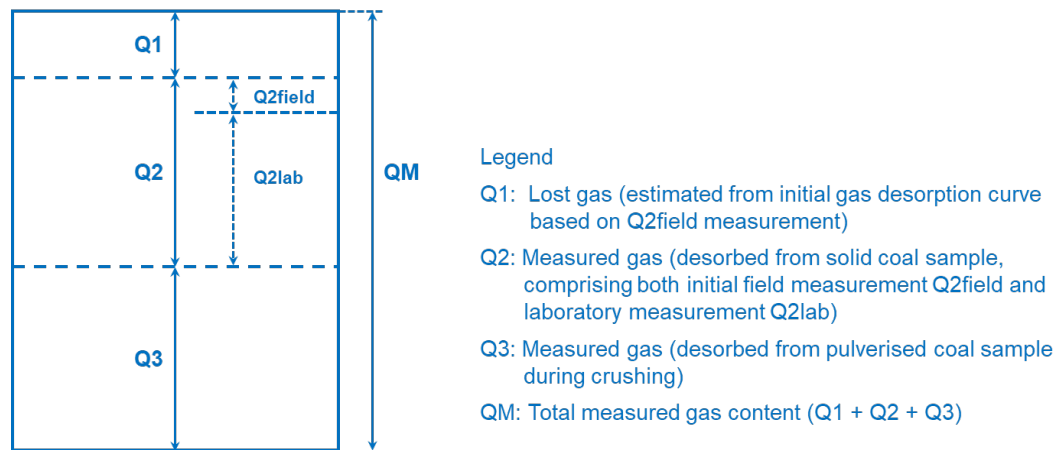 Q1
Q2field
Q2
Q2lab
QM
Q3
Legend
Q1: Lost gas (estimated from initial gas desorption curve
based on Q2field measurement)
Q2: Measured gas (desorbed from solid coal sample,
comprising both initial field measurement Q2field and
laboratory measurement Q2lab)
Q3: Measured gas (desorbed from pulverised coal sample
during crushing)
QM: Total measured gas content (Q1 + Q2 + Q3)